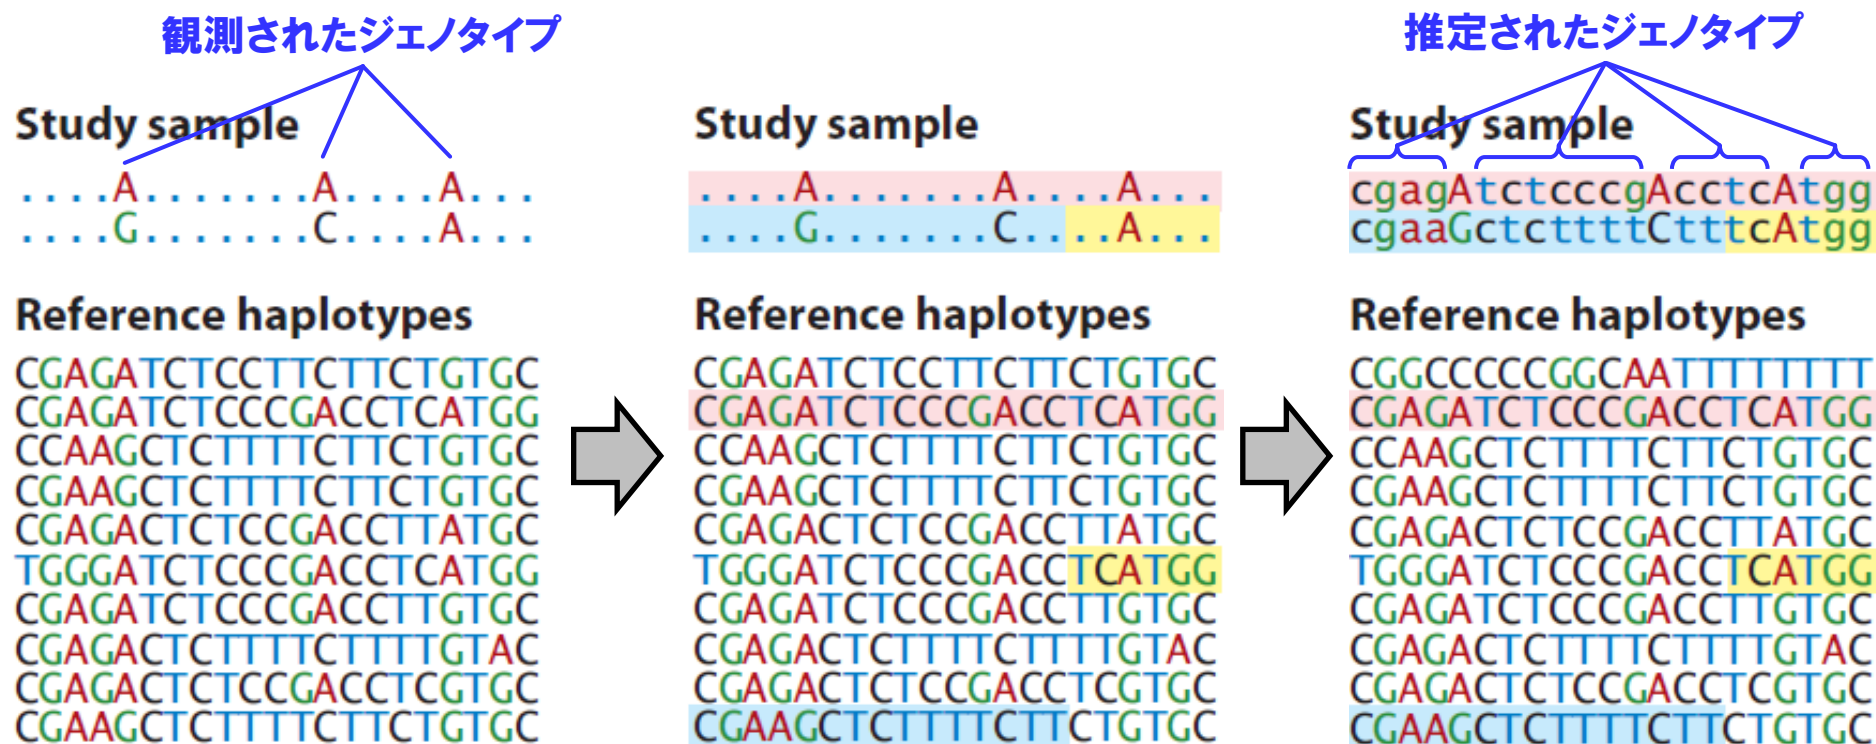 観測されたジェノタイプ
Study sample
....A.......A....A...
....G.......C....A...
Reference haplotypes
CGAGATCTCCTTCTTCTGTGC
CGAGATCTCCCGACCTCATGG
CCAAGCTCTTTTCTTCTGTGC
CGAAGCTCTTTTCTTCTGTGC
CGAGACTCTCCGACCTTATGC
TGGGATCTCCCGACCTCATGG
CGAGATCTCCCGACCTTGTGC
CGAGACTCTTTTCTTTTGTAC
CGAGACTCTCCGACCTCGTGC
CGAAGCTCTTTTCTTCTGTGC
Study sample
....A.......A....A...
....G.......C....A...
Reference haplotypes
CGAGATCTCCTTCTTCTGTGC
CGAGATCTCCCGACCTCATGG
CCAAGCTCTTTTCTTCTGTGC
CGAAGCTCTTTTCTTCTGTGC
CGAGACTCTCCGACCTTATGC
TGGGATCTCCCGACCTCATGG
CGAGATCTCCCGACCTTGTGC
CGAGACTCTTTTCTTTTGTAC
CGAGACTCTCCGACCTCGTGC
CGAAGCTCTTTTCTTCTGTGC
推定されたジェノタイプ
Study sample
cgagAtctcccgAcctcAtgg
cgaaGctcttttCtttcAtgg
Reference haplotypes
CGGCCCCCGGCAATTTTTTTT
CGAGATCTCCCGACCTCATGG
CCAAGCTCTTTTCTTCTGTGC
CGAAGCTCTTTTCTTCTGTGC
CGAGACTCTCCGACCTTATGC
TGGGATCTCCCGACCTCATGG
CGAGATCTCCCGACCTTGTGC
CGAGACTCTTTTCTTTTGTAC
CGAGACTCTCCGACCTCGTGC
CGAAGCTCTTTTCTTCTGTGC